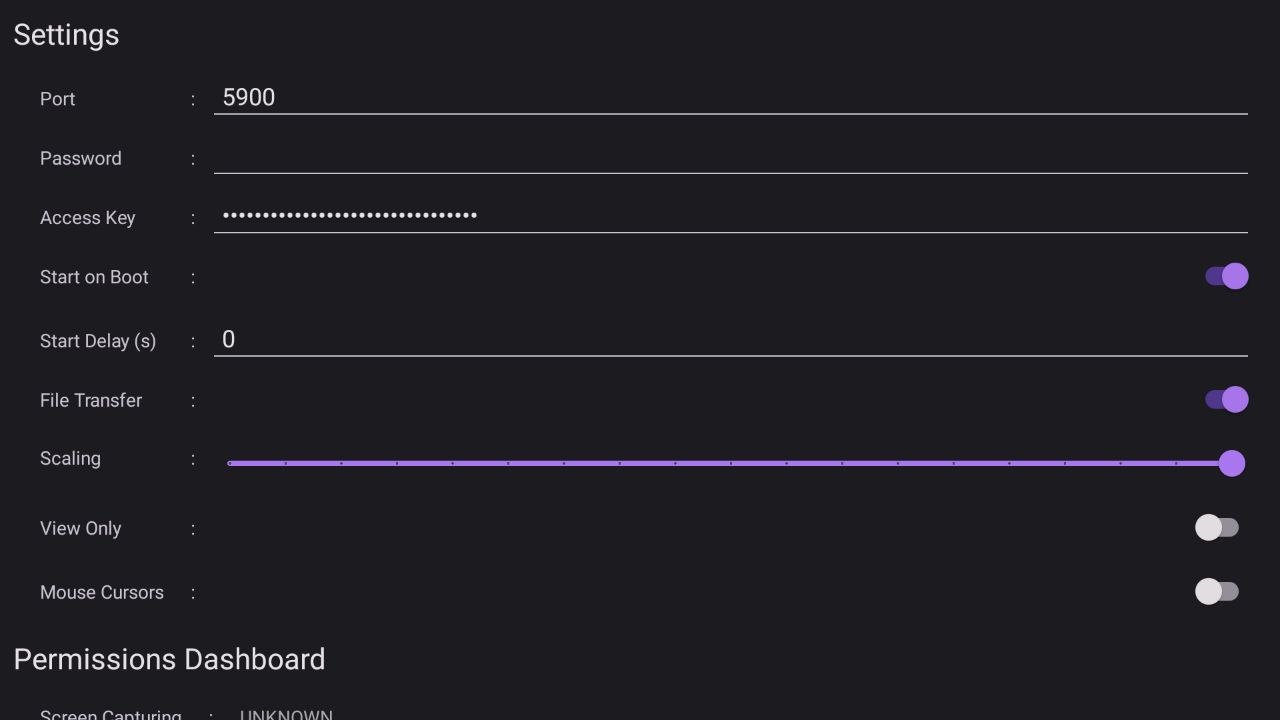 Settings
Port : 5900
Password :
Access Key : ••••••••••••••••••••••••••••••••
Start on Boot :
Start Delay (s) : 0
File Transfer :
Scaling :
View Only :
Mouse Cursors :
Permissions Dashboard
Screen Capturing : UNKNOWN